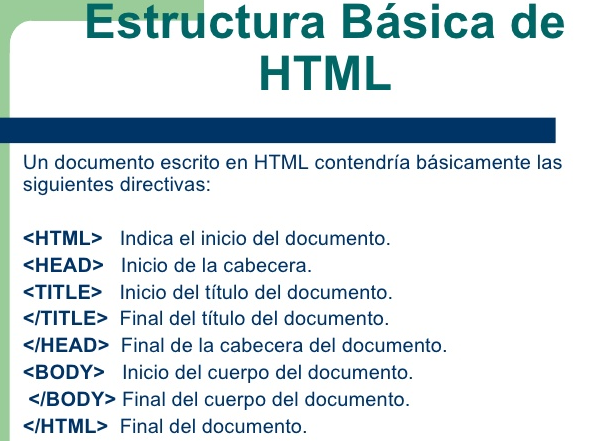 Estructura Básica de
HTML
Un documento escrito en HTML contendría básicamente las
siguientes directivas:
<HTML> Indica el inicio del documento.
<HEAD> Inicio de la cabecera.
<TITLE> Inicio del título del documento.
</TITLE> Final del título del documento.
</HEAD> Final de la cabecera del documento.
<BODY> Inicio del cuerpo del documento.
</BODY> Final del cuerpo del documento.
</HTML> Final del documento.